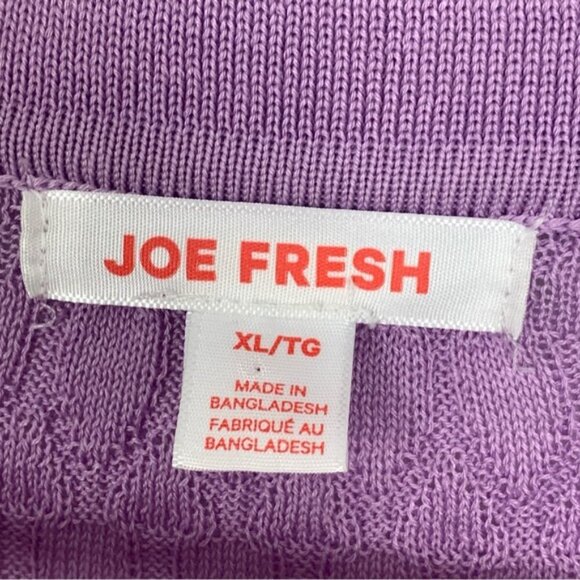 JOE FRESH
XL/TG
MADE IN
BANGLADESH
FABRIQUÉ AU
BANGLADESH